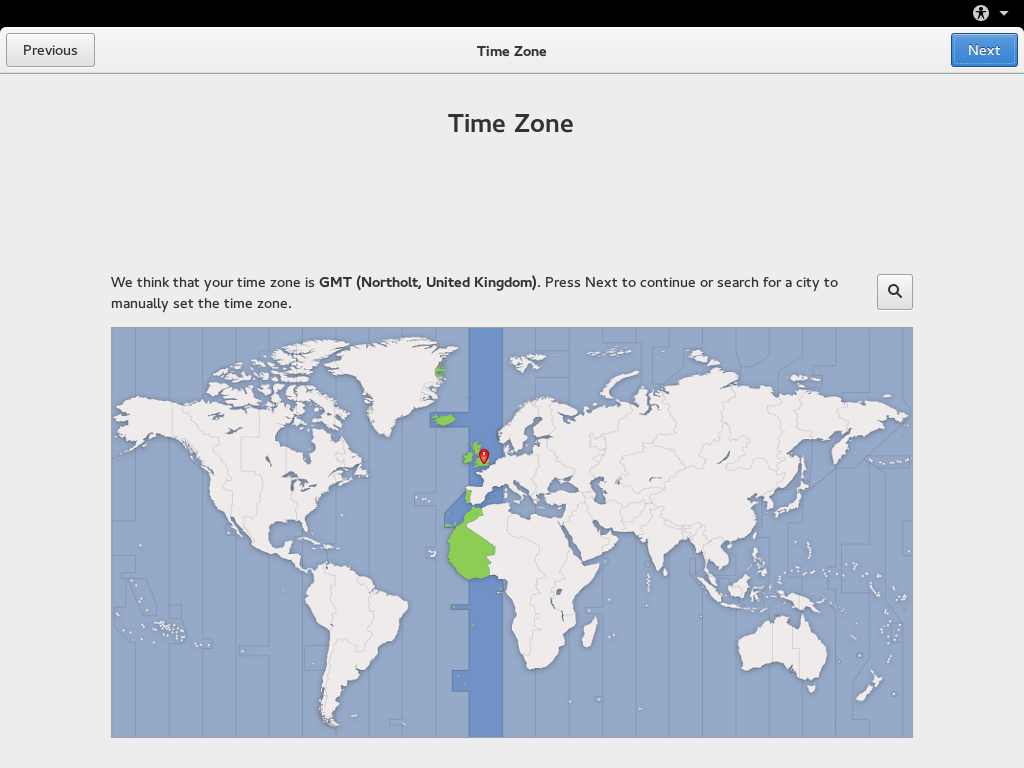 Previous
Time Zone
Next
Time Zone
We think that your time zone is GMT (Northolt, United Kingdom). Press Next to continue or search for a city to
manually set the time zone.